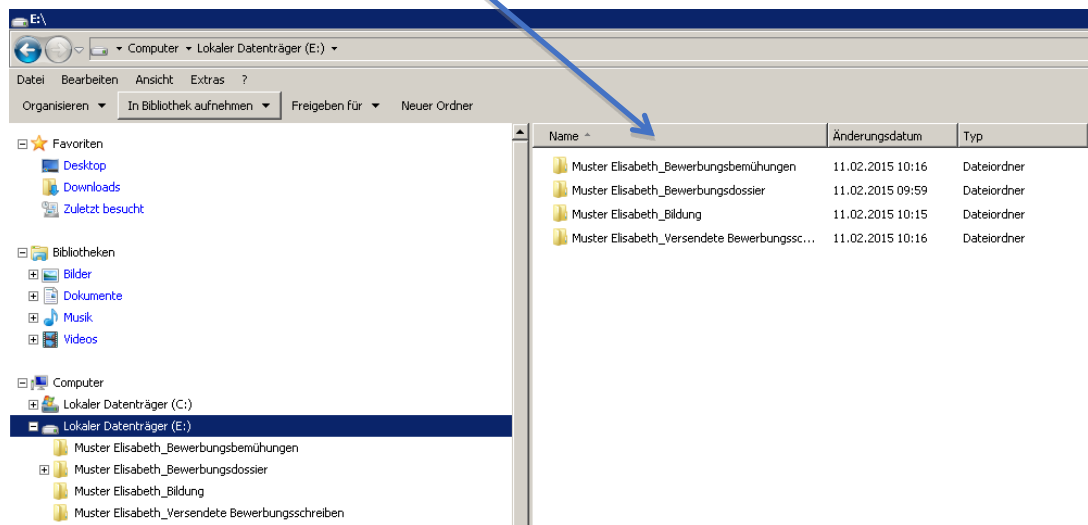 E:\
Computer Lokaler Datenträger (E:)
Datei Bearbeiten Ansicht Extras ?
Organisieren In Bibliothek aufnehmen Freigeben für Neuer Ordner
Favoriten
Desktop
Downloads
Zuletzt besucht
Bibliotheken
Bilder
Dokumente
Musik
Videos
Computer
Lokaler Datenträger (C:)
Lokaler Datenträger (E:)
Muster Elisabeth_Bewerbungsbemühungen
Muster Elisabeth_Bewerbungsdossier
Muster Elisabeth_Bildung
Muster Elisabeth_Versendete Bewerbungsschreiben
Name Änderungsdatum Typ
Muster Elisabeth_Bewerbungsbemühungen 11.02.2015 10:16 Dateiordner
Muster Elisabeth_Bewerbungsdossier 11.02.2015 09:59 Dateiordner
Muster Elisabeth_Bildung 11.02.2015 10:15 Dateiordner
Muster Elisabeth_Versendete Bewerbungssc... 11.02.2015 10:16 Dateiordner